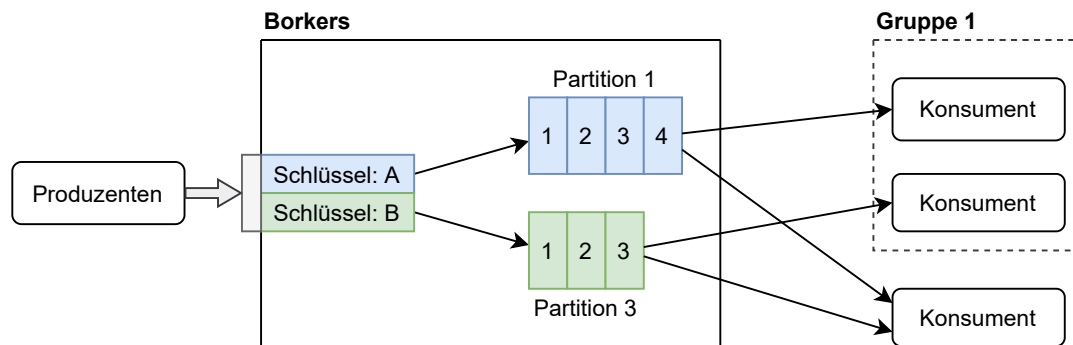 Borkers
Gruppe 1
Partition 1
1 2 3 4
Konsument
Schlüssel: A
Produzenten
Schlüssel: B
Konsument
1 2 3
Partition 3
Konsument